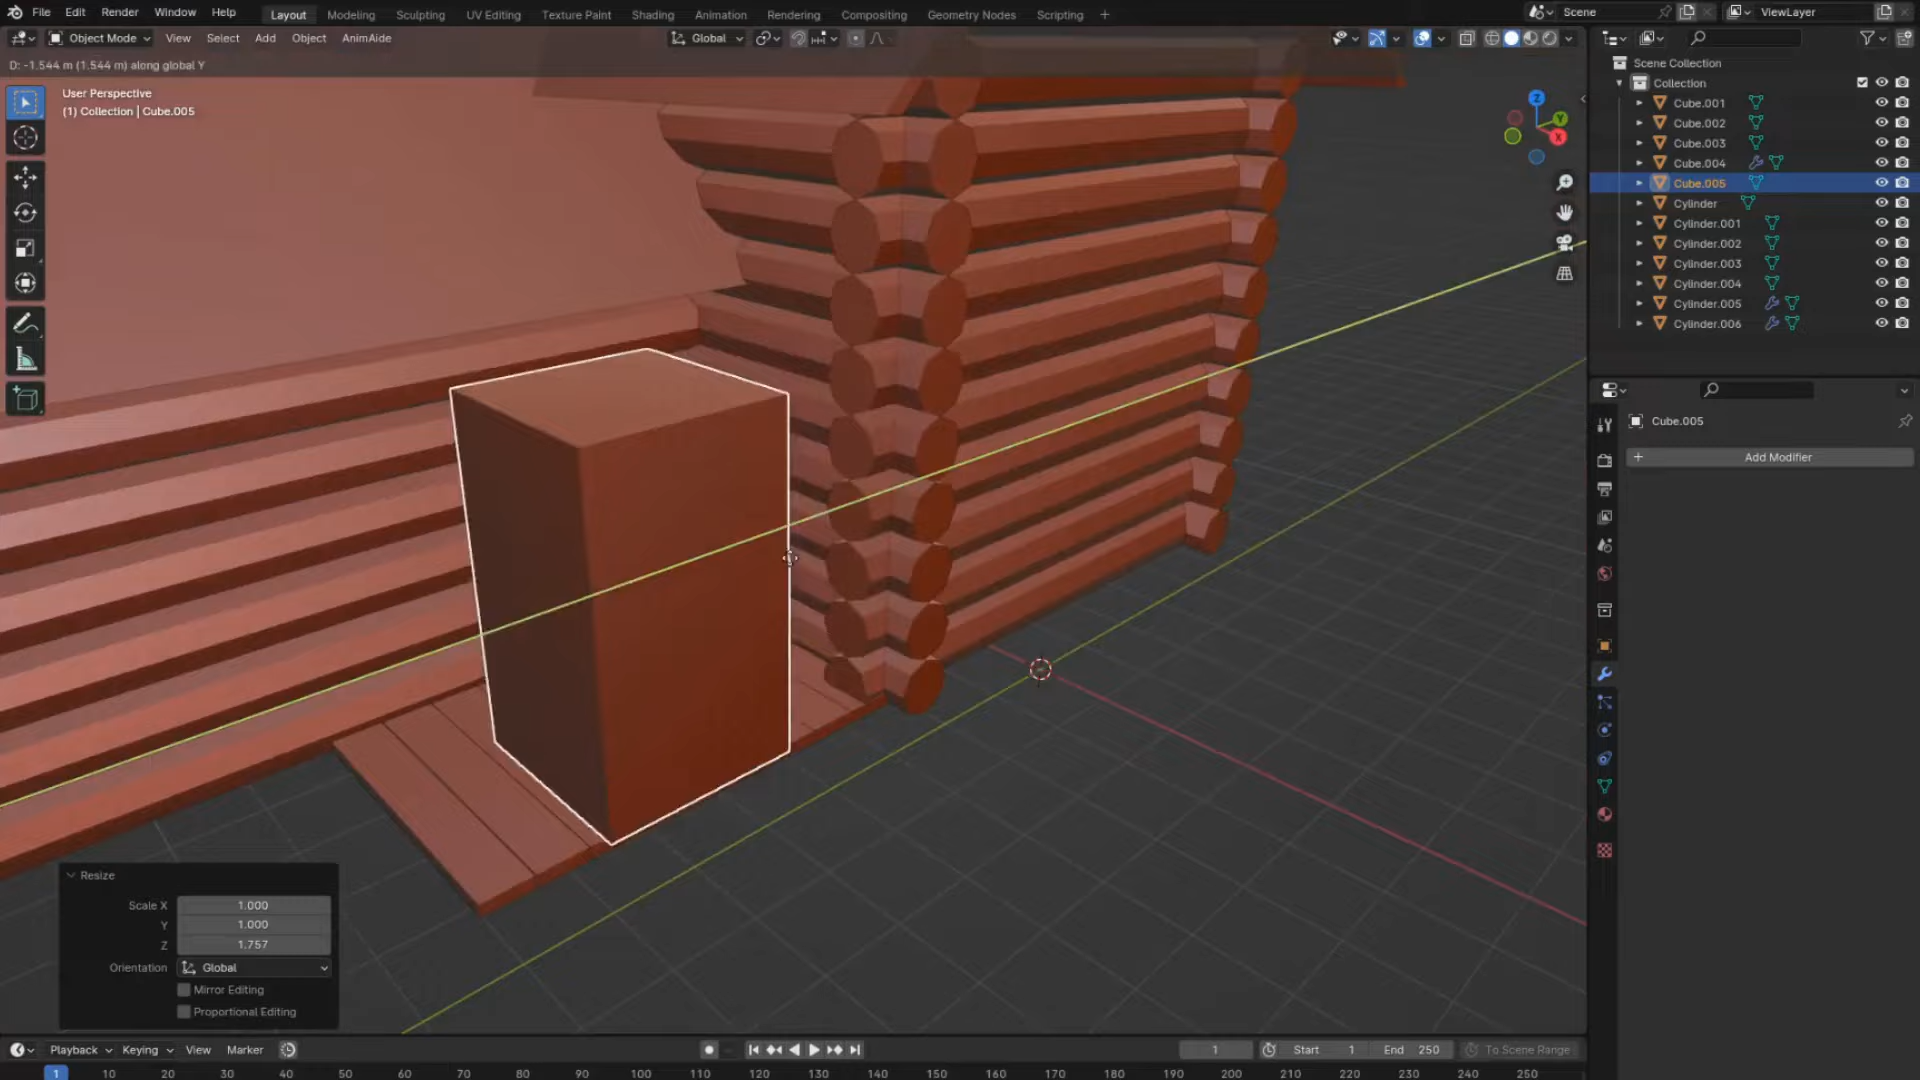 File Edit Render Window Help Layout Modeling Sculpting UV Editing Texture Paint Shading Animation Rendering Compositing Geometry Nodes Scripting + Scene ViewLayer
Object Mode View Select Add Object AnimAide Global
D: -1.544 m (1.544 m) along global Y
User Perspective
(1) Collection | Cube.005
Z
Y
X
Scene Collection
Collection
Cube.001
Cube.002
Cube.003
Cube.004
Cube.005
Cylinder
Cylinder.001
Cylinder.002
Cylinder.003
Cylinder.004
Cylinder.005
Cylinder.006
Cube.005
+ Add Modifier
Resize
Scale X 1.000
Y 1.000
Z 1.757
Orientation Global
Mirror Editing
Proportional Editing
Playback Keying View Marker 1 Start 1 End 250 To Scene Range
1 10 20 30 40 50 60 70 80 90 100 110 120 130 140 150 160 170 180 190 200 210 220 230 240 250